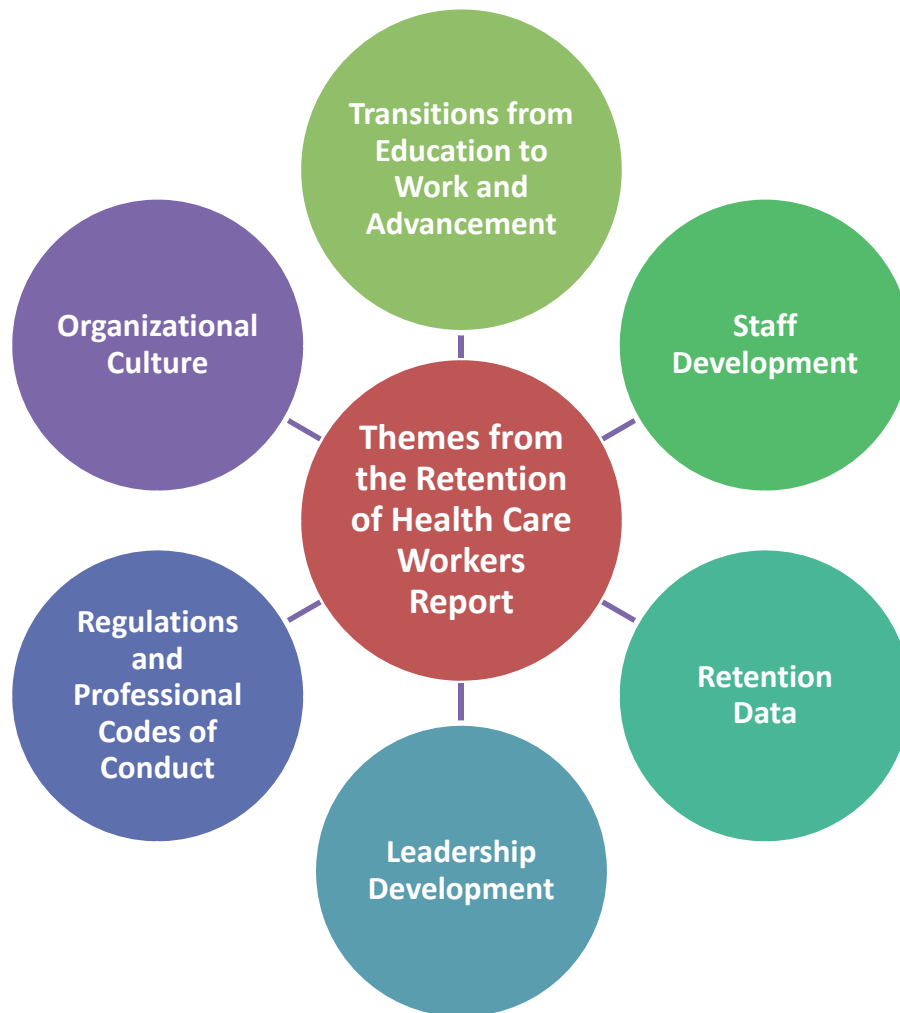 Transitions from
Education to
Work and
Advancement
Organizational
Culture
Staff
Development
Themes from
the Retention
of Health Care
Workers
Report
Regulations
and
Professional
Codes of
Conduct
Retention
Data
Leadership
Development